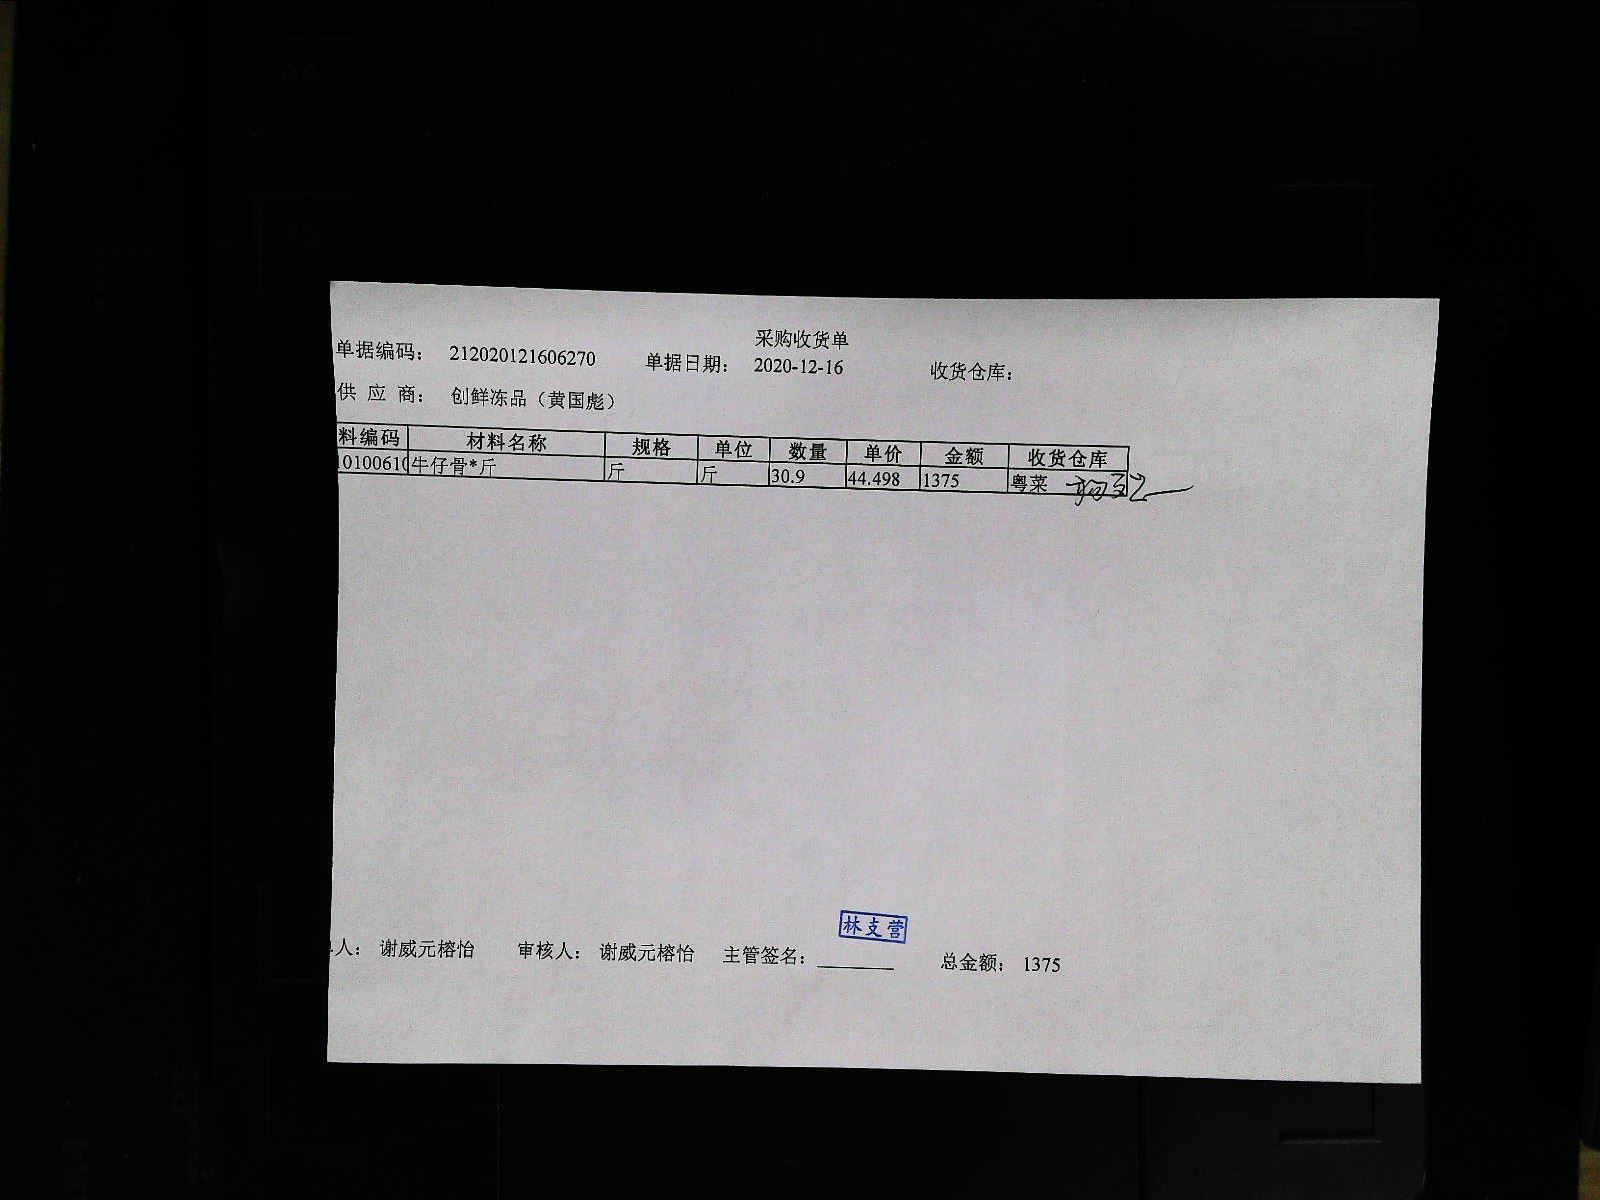 采购收货单
单据编码： 212020121606270 单据日期： 2020-12-16 收货仓库：
供 应 商： 创鲜冻品（黄国彪）
料编码 材料名称 规格 单位 数量 单价 金额 收货仓库
1010061 牛仔骨*斤 斤 斤 30.9 44.498 1375 粤菜
林支营
人： 谢威元榕怡 审核人： 谢威元榕怡 主管签名： 总金额： 1375